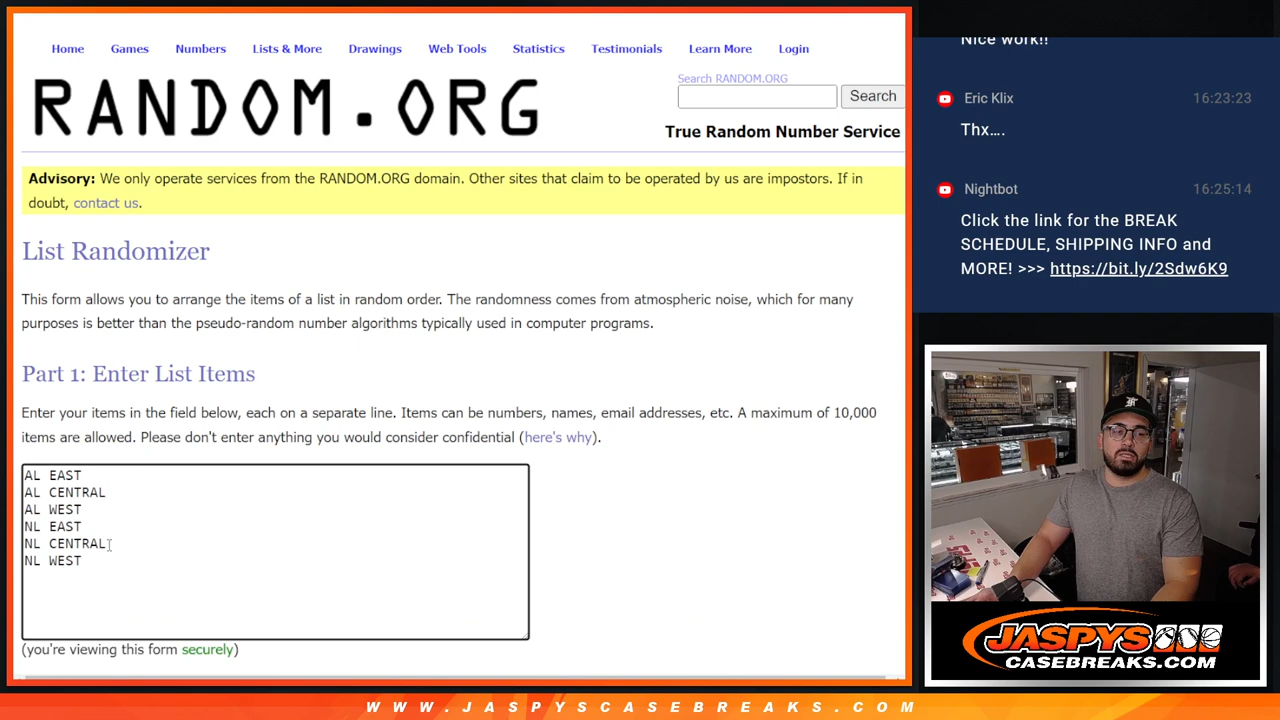 Home Games Numbers Lists & More Drawings Web Tools Statistics Testimonials Learn More Login
RANDOM.ORG
Search RANDOM.ORG
Search
True Random Number Service
Advisory: We only operate services from the RANDOM.ORG domain. Other sites that claim to be operated by us are impostors. If in
doubt, contact us.
List Randomizer
This form allows you to arrange the items of a list in random order. The randomness comes from atmospheric noise, which for many
purposes is better than the pseudo-random number algorithms typically used in computer programs.
Part 1: Enter List Items
Enter your items in the field below, each on a separate line. Items can be numbers, names, email addresses, etc. A maximum of 10,000
items are allowed. Please don't enter anything you would consider confidential (here's why).
AL EAST
AL CENTRAL
AL WEST
NL EAST
NL CENTRAL
NL WEST
(you're viewing this form securely)
Nice work!!
Eric Klix 16:23:23
Thx....
Nightbot 16:25:14
Click the link for the BREAK
SCHEDULE, SHIPPING INFO and
MORE! >>> https://bit.ly/2Sdw6K9
JASPYS
CASEBREAKS.COM
WWW.JASPYSCASEBREAKS.COM